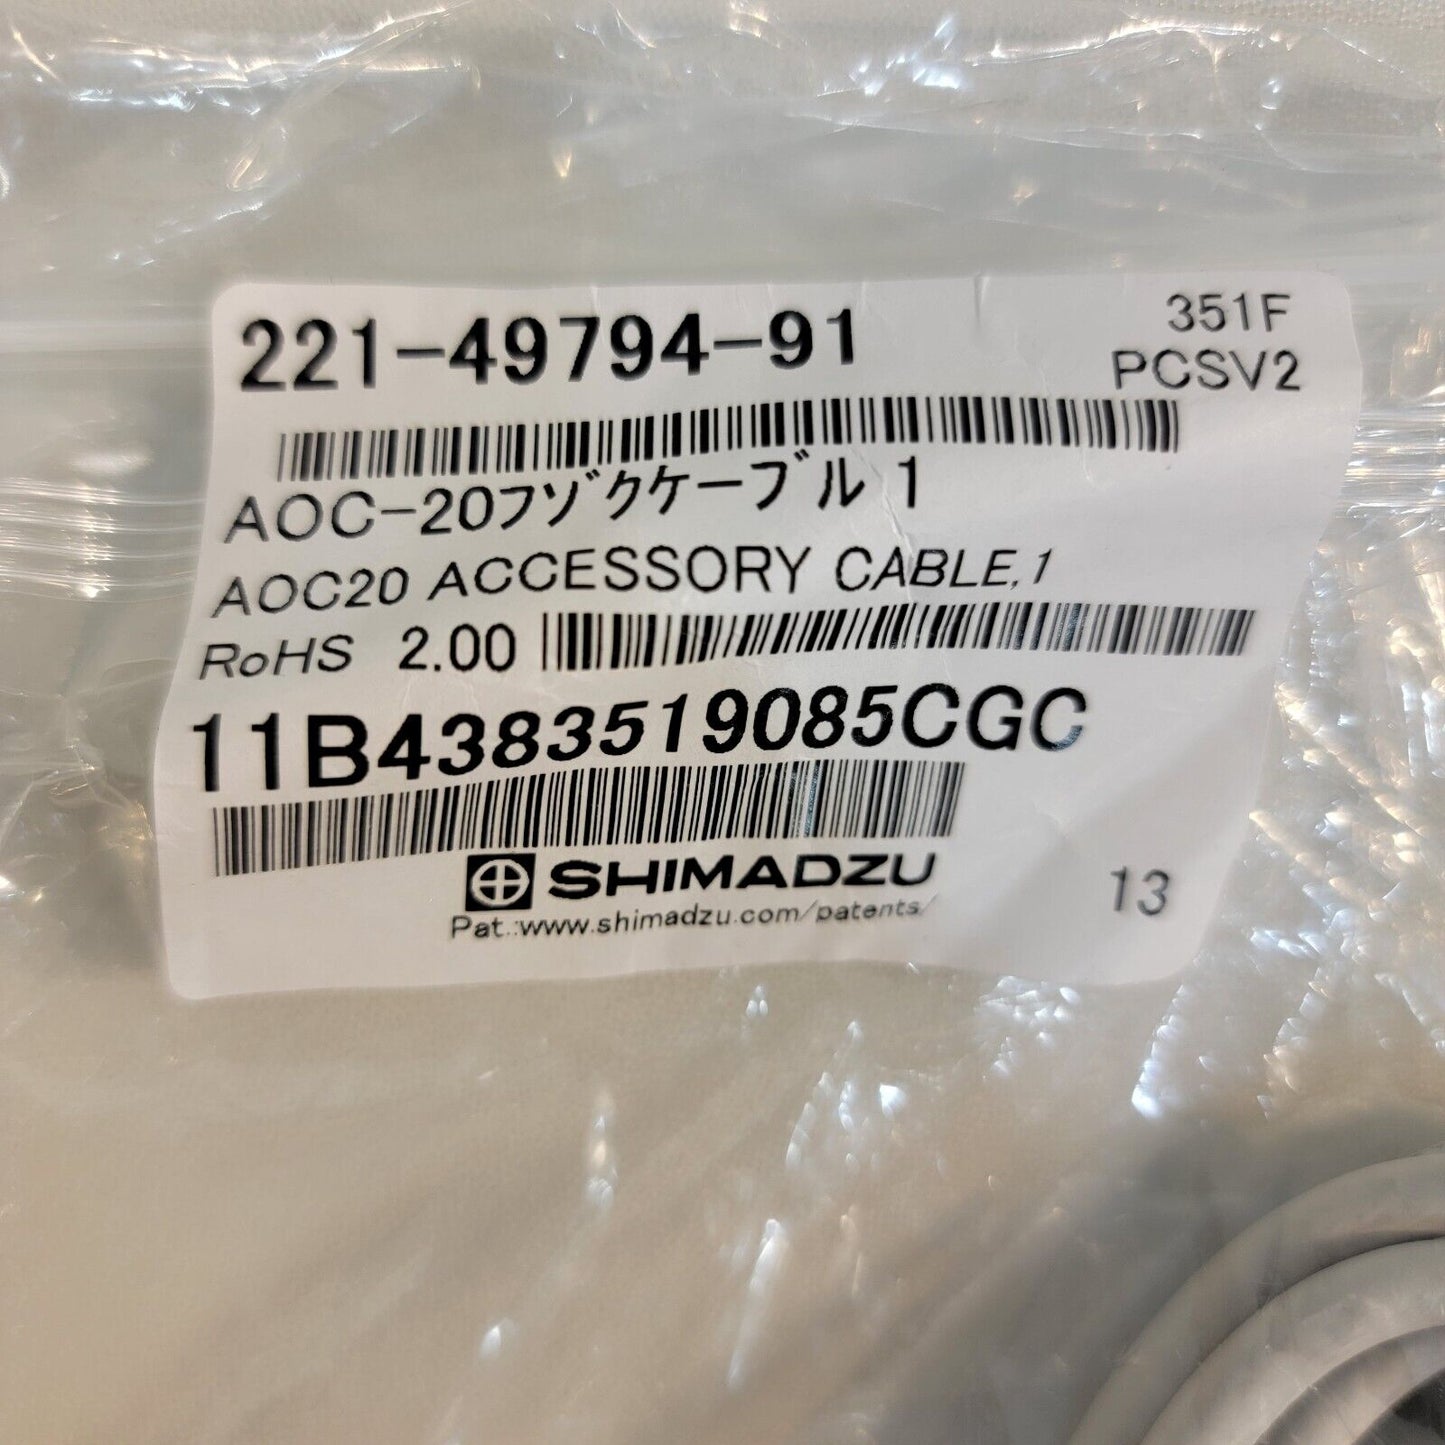 221-49794-91
351F
PCSV2
AOC-20フゾクケーブル 1
AOC20 ACCESSORY CABLE,1
RoHS 2.00
11B4383519085CGC
SHIMADZU
Pat.:www.shimadzu.com/patents/
13